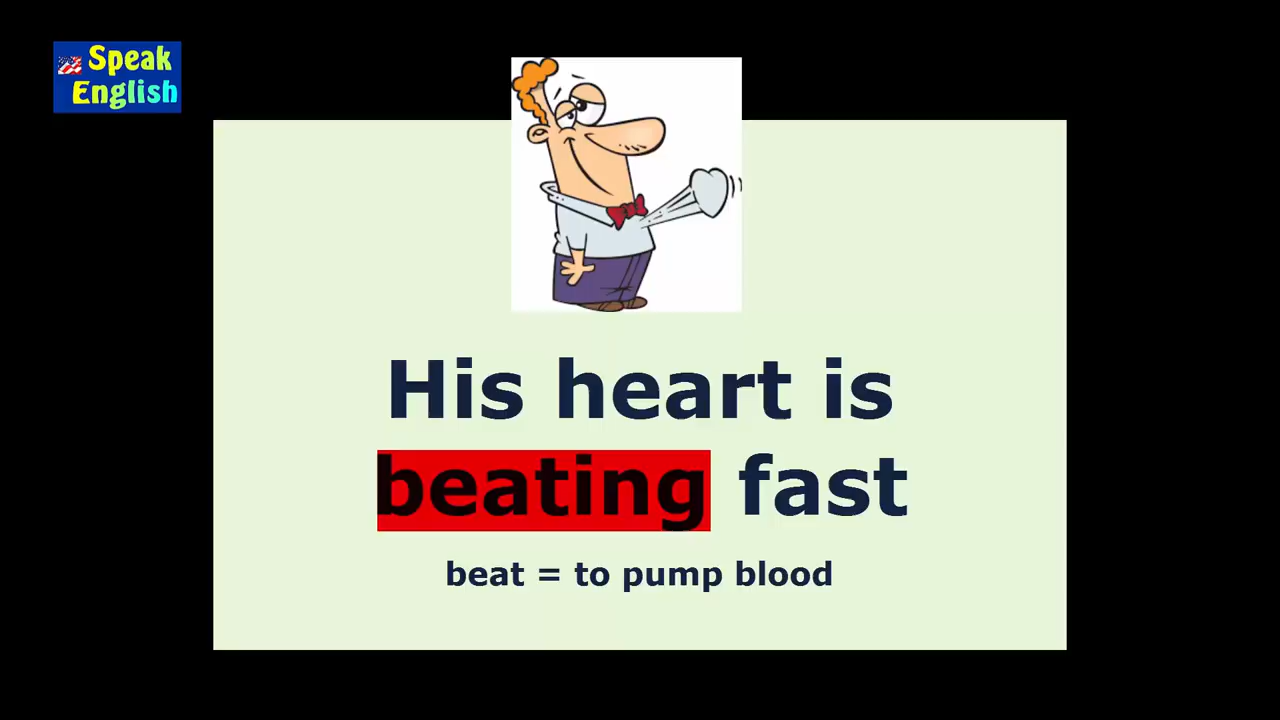 Speak
English
His heart is
beating fast
beat = to pump blood